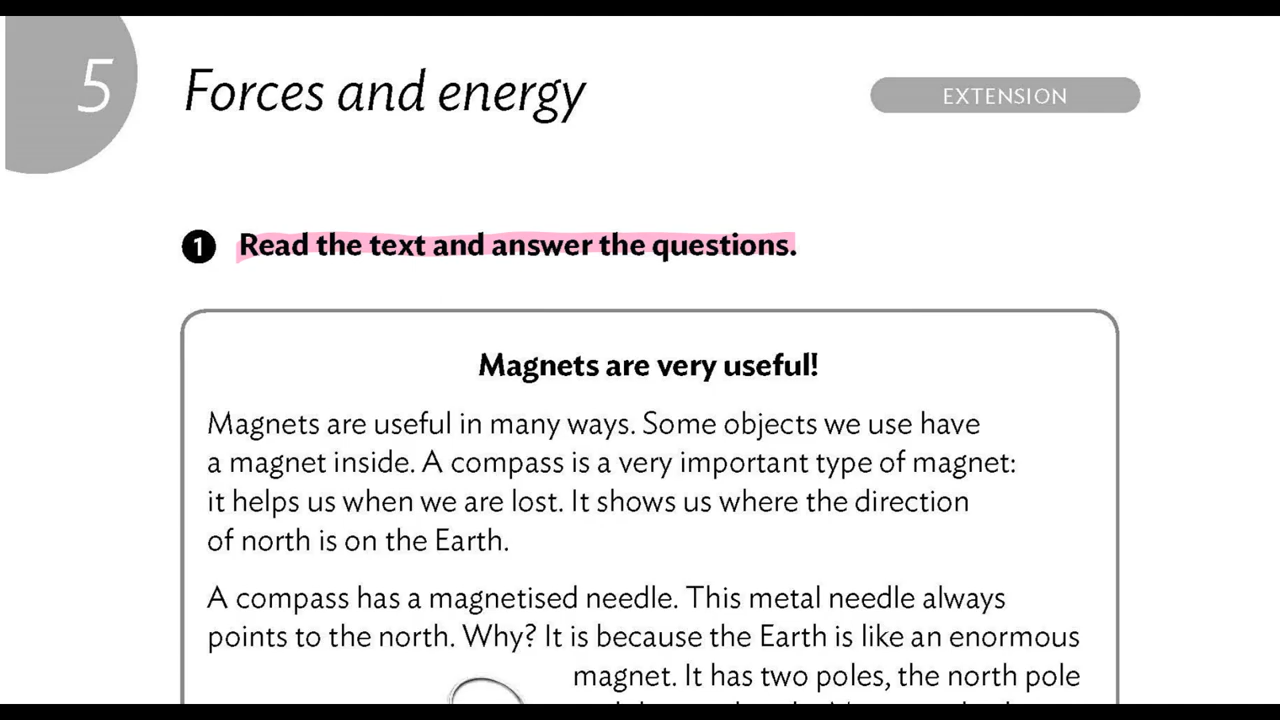 5
Forces and energy
EXTENSION
1 Read the text and answer the questions.
Magnets are very useful!
Magnets are useful in many ways. Some objects we use have
a magnet inside. A compass is a very important type of magnet:
it helps us when we are lost. It shows us where the direction
of north is on the Earth.
A compass has a magnetised needle. This metal needle always
points to the north. Why? It is because the Earth is like an enormous
magnet. It has two poles, the north pole